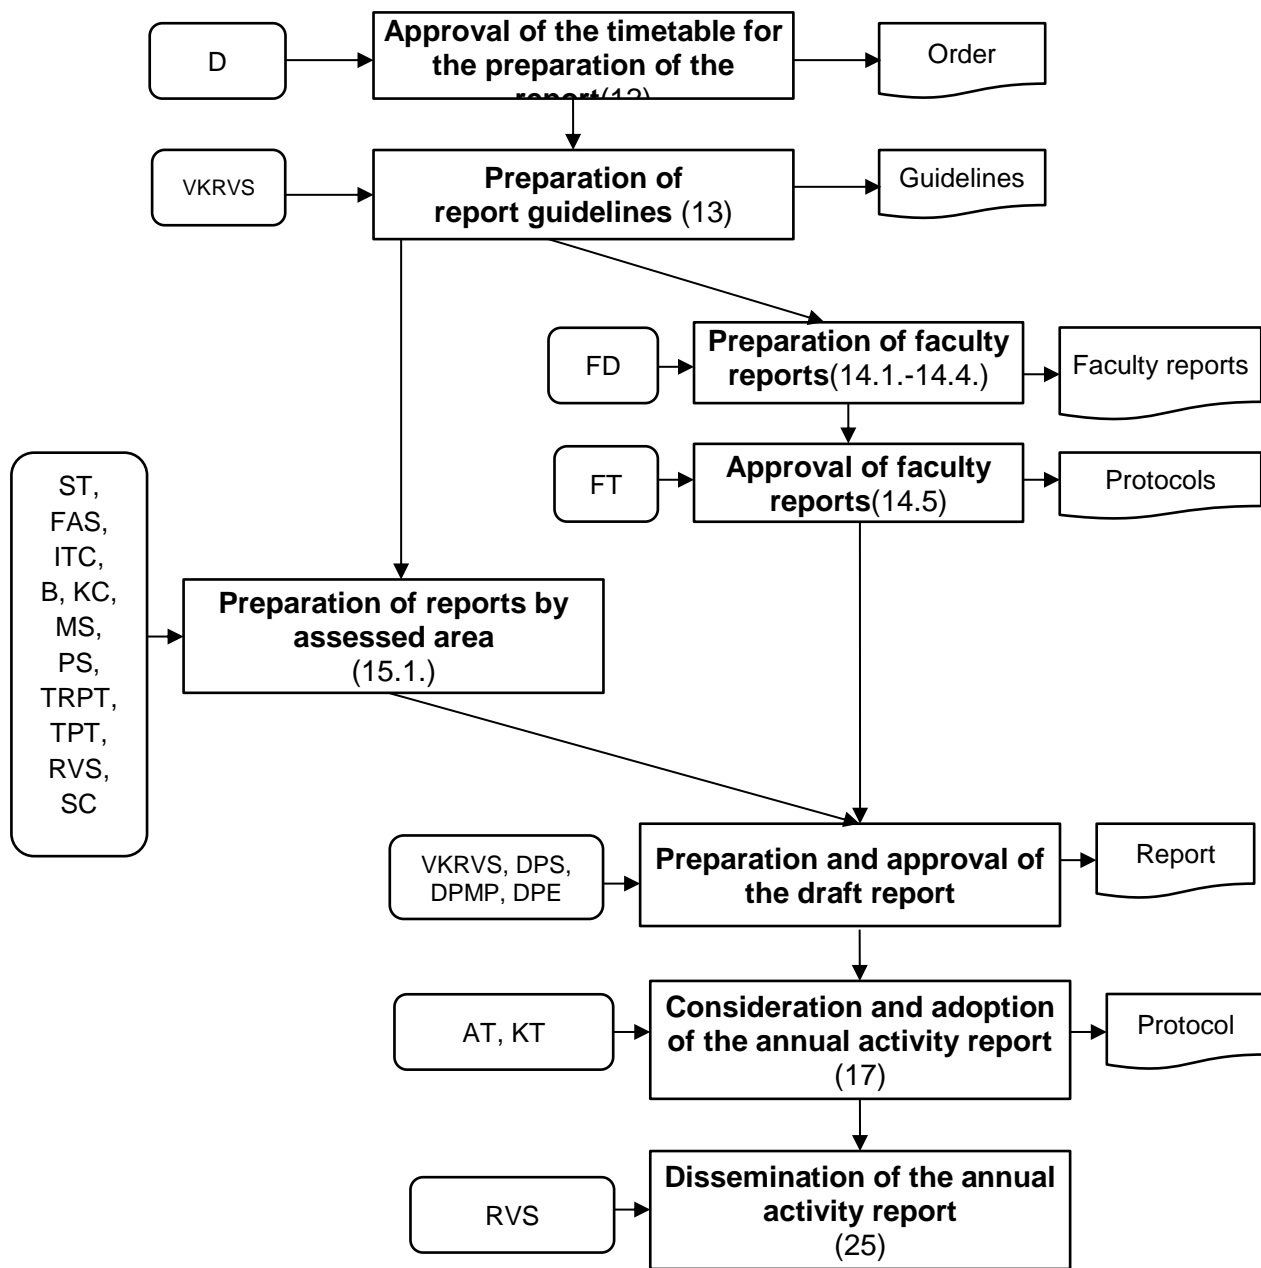 D
Approval of the timetable for
the preparation of the
report(12)
Order
VKRVS
Preparation of
report guidelines (13)
Guidelines
FD
Preparation of faculty
reports(14.1.-14.4.)
Faculty reports
FT
Approval of faculty
reports(14.5)
Protocols
ST,
FAS,
ITC,
B, KC,
MS,
PS,
TRPT,
TPT,
RVS,
SC
Preparation of reports by
assessed area
(15.1.)
VKRVS, DPS,
DPMP, DPE
Preparation and approval of
the draft report
Report
AT, KT
Consideration and adoption
of the annual activity report
(17)
Protocol
RVS
Dissemination of the annual
activity report
(25)